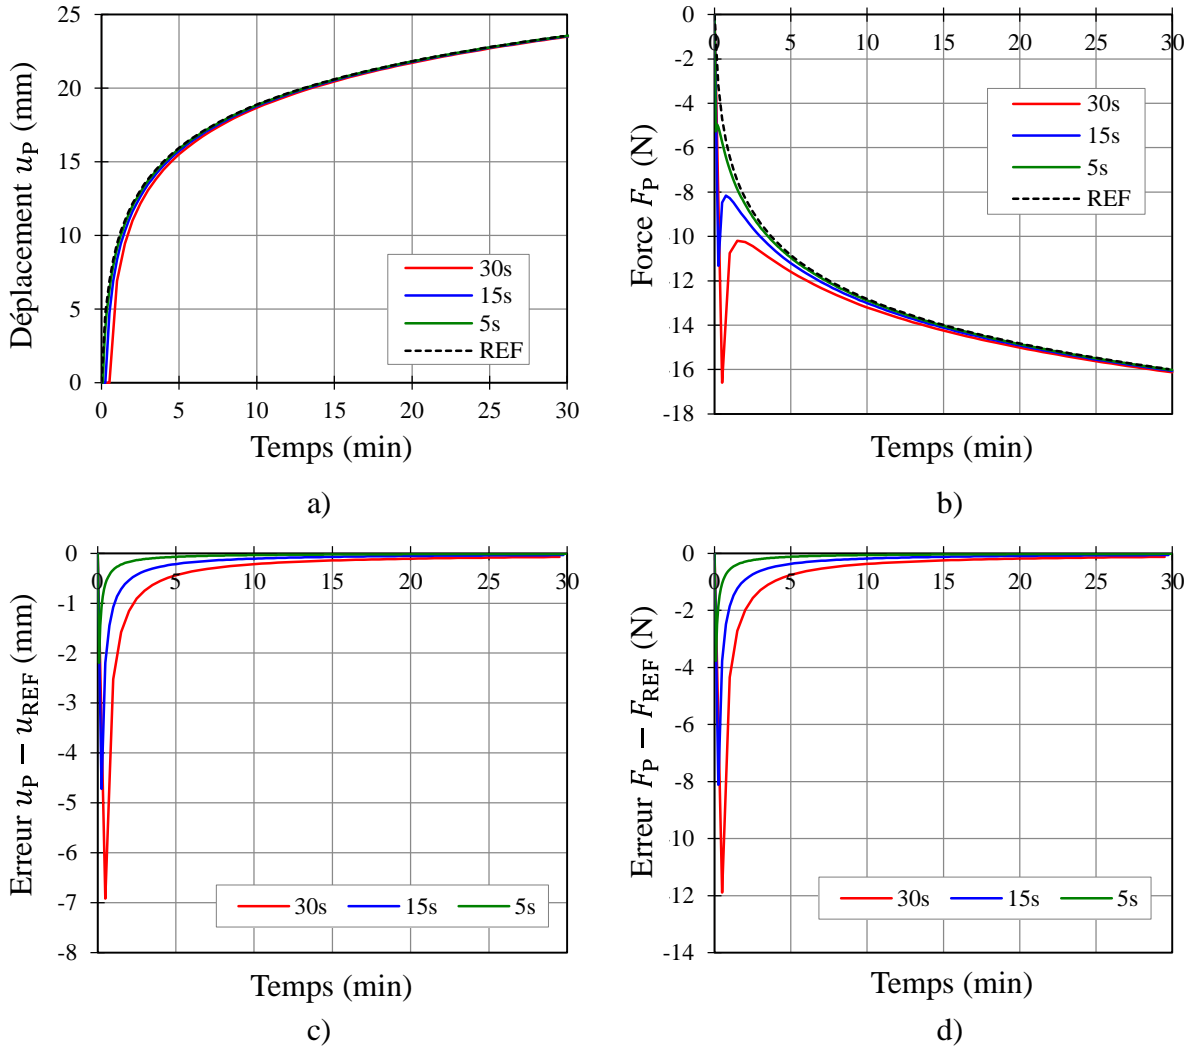 25
20
15
10
5
0
0 5 10 15 20 25 30
Déplacement uP (mm)
Temps (min)
30s
15s
5s
REF
a)
0
-2
-4
-6
-8
-10
-12
-14
-16
-18
0 5 10 15 20 25 30
Force FP (N)
Temps (min)
30s
15s
5s
REF
b)
0
-1
-2
-3
-4
-5
-6
-7
-8
0 5 10 15 20 25 30
Erreur uP − uREF (mm)
Temps (min)
30s 15s 5s
c)
0
-2
-4
-6
-8
-10
-12
-14
0 5 10 15 20 25 30
Erreur FP − FREF (N)
Temps (min)
30s 15s 5s
d)